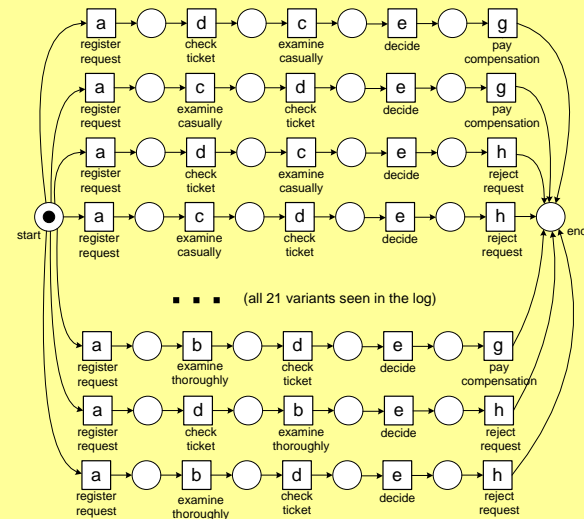 a d c e g
register request check ticket examine casually decide pay compensation
a c d e g
register request examine casually check ticket decide pay compensation
a d c e h
register request check ticket examine casually decide reject request
a c d e h
start end
register request examine casually check ticket decide reject request
(all 21 variants seen in the log)
a b d e g
register request examine thoroughly check ticket decide pay compensation
a d b e h
register request check ticket examine thoroughly decide reject request
a b d e h
register request examine thoroughly check ticket decide reject request